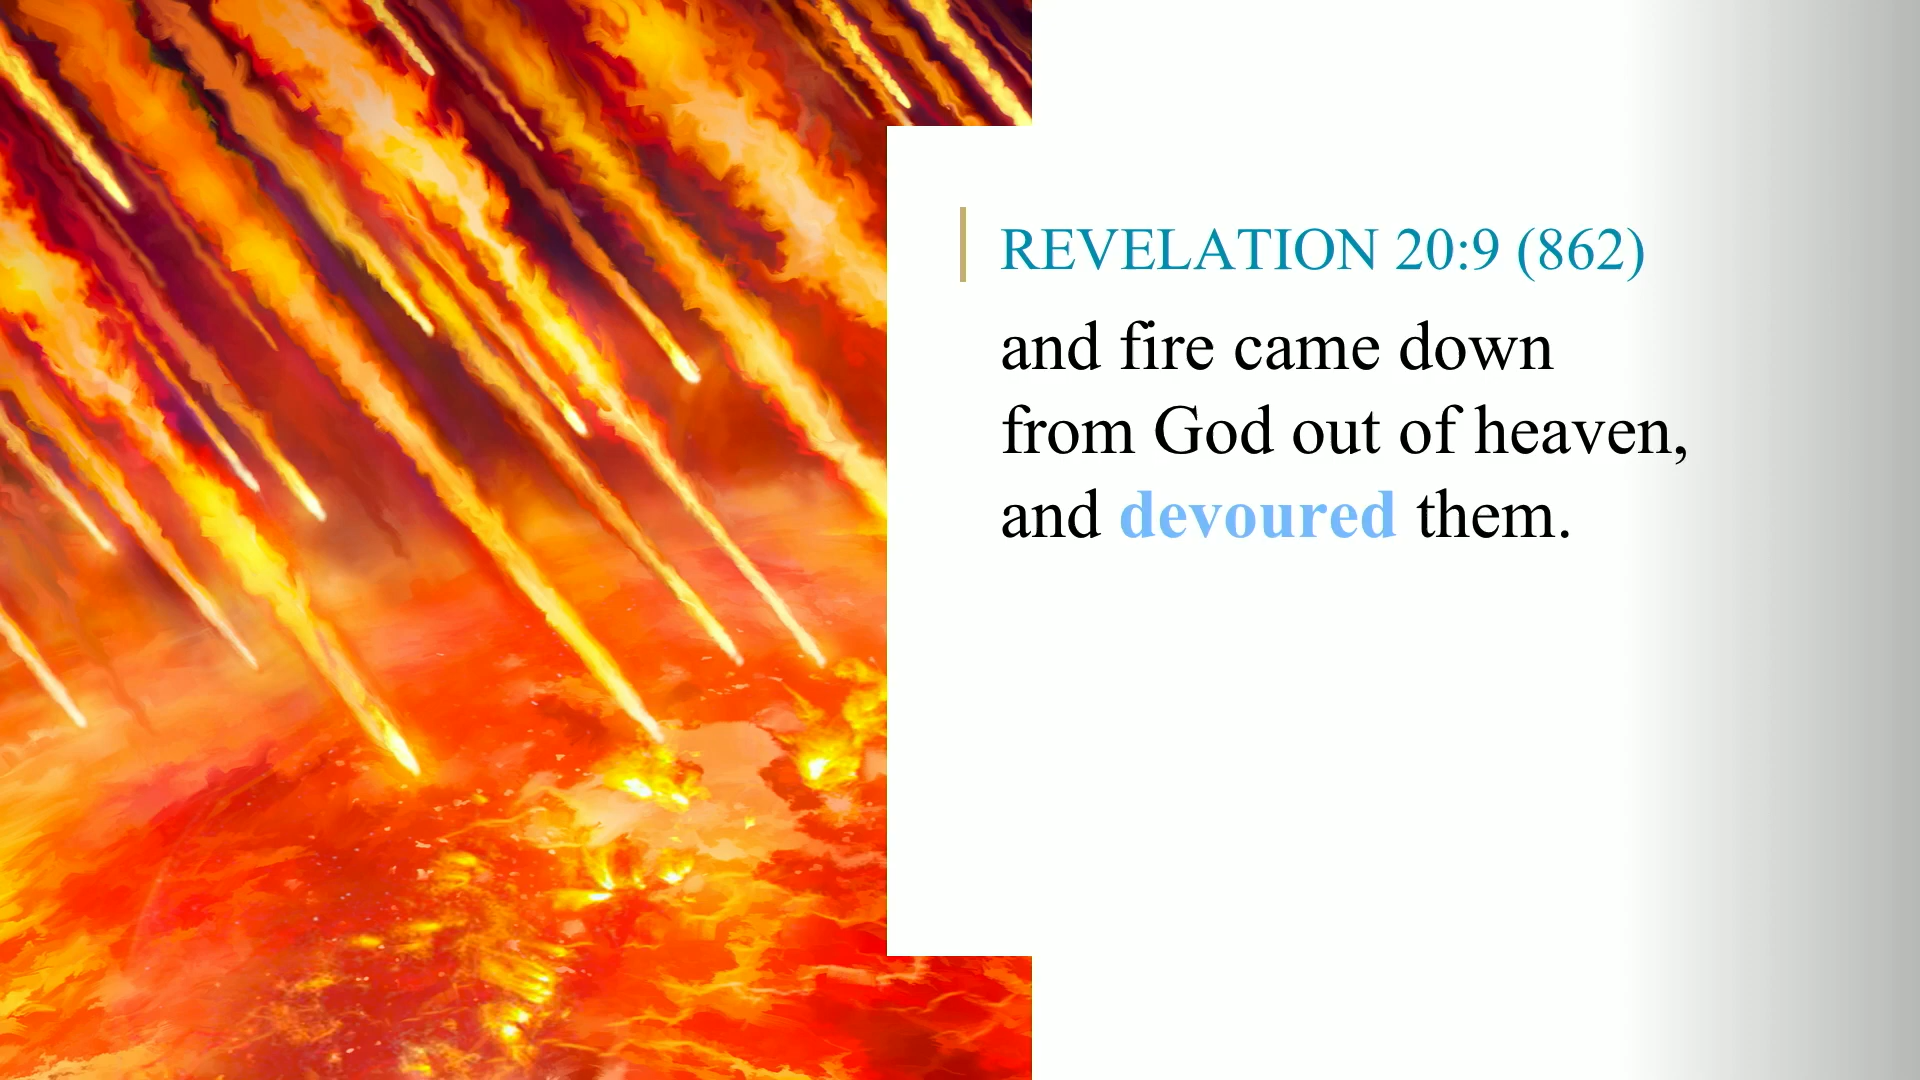 REVELATION 20:9 (862)
and fire came down
from God out of heaven,
and devoured them.